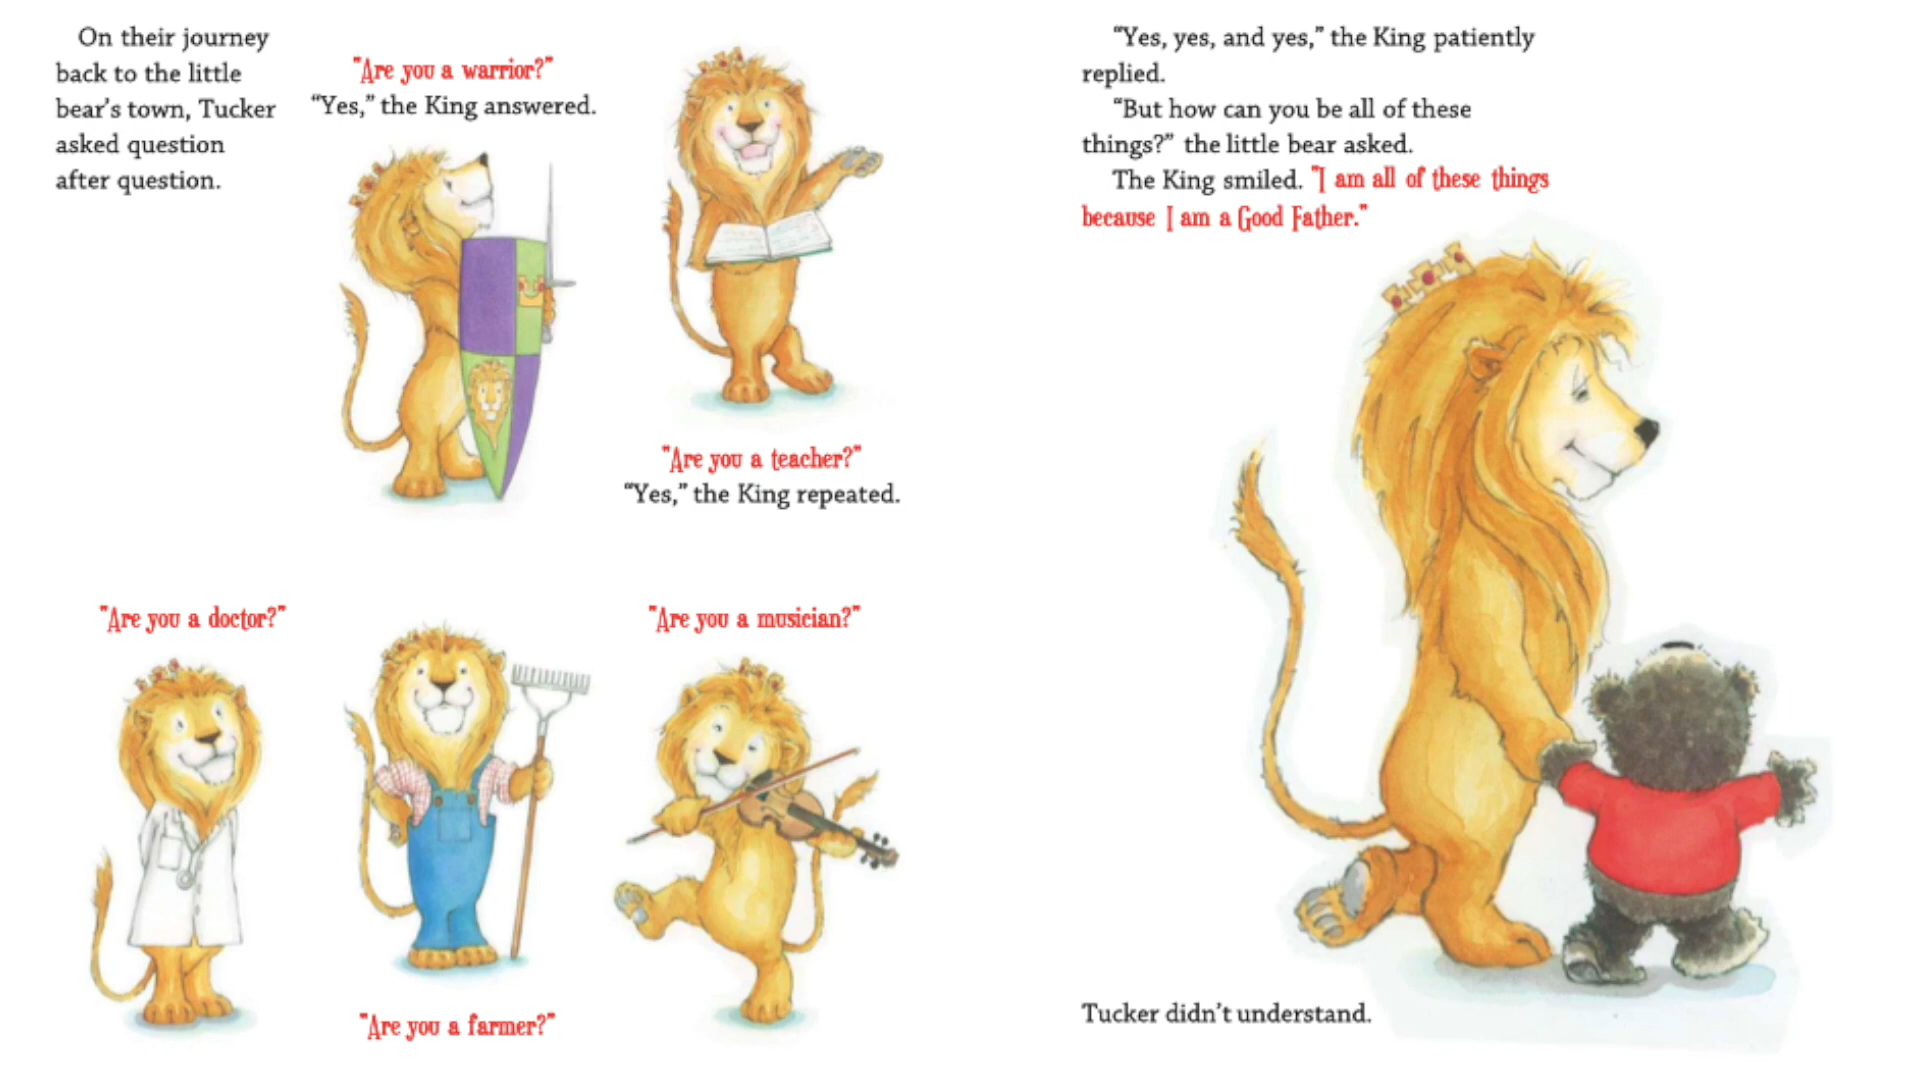 On their journey
back to the little
bear's town, Tucker
asked question
after question.
"Are you a warrior?"
“Yes,” the King answered.
"Are you a teacher?"
“Yes,” the King repeated.
"Are you a doctor?"
"Are you a farmer?"
"Are you a musician?"
“Yes, yes, and yes,” the King patiently
replied.
“But how can you be all of these
things?” the little bear asked.
The King smiled. "I am all of these things
because I am a Good Father."
Tucker didn’t understand.